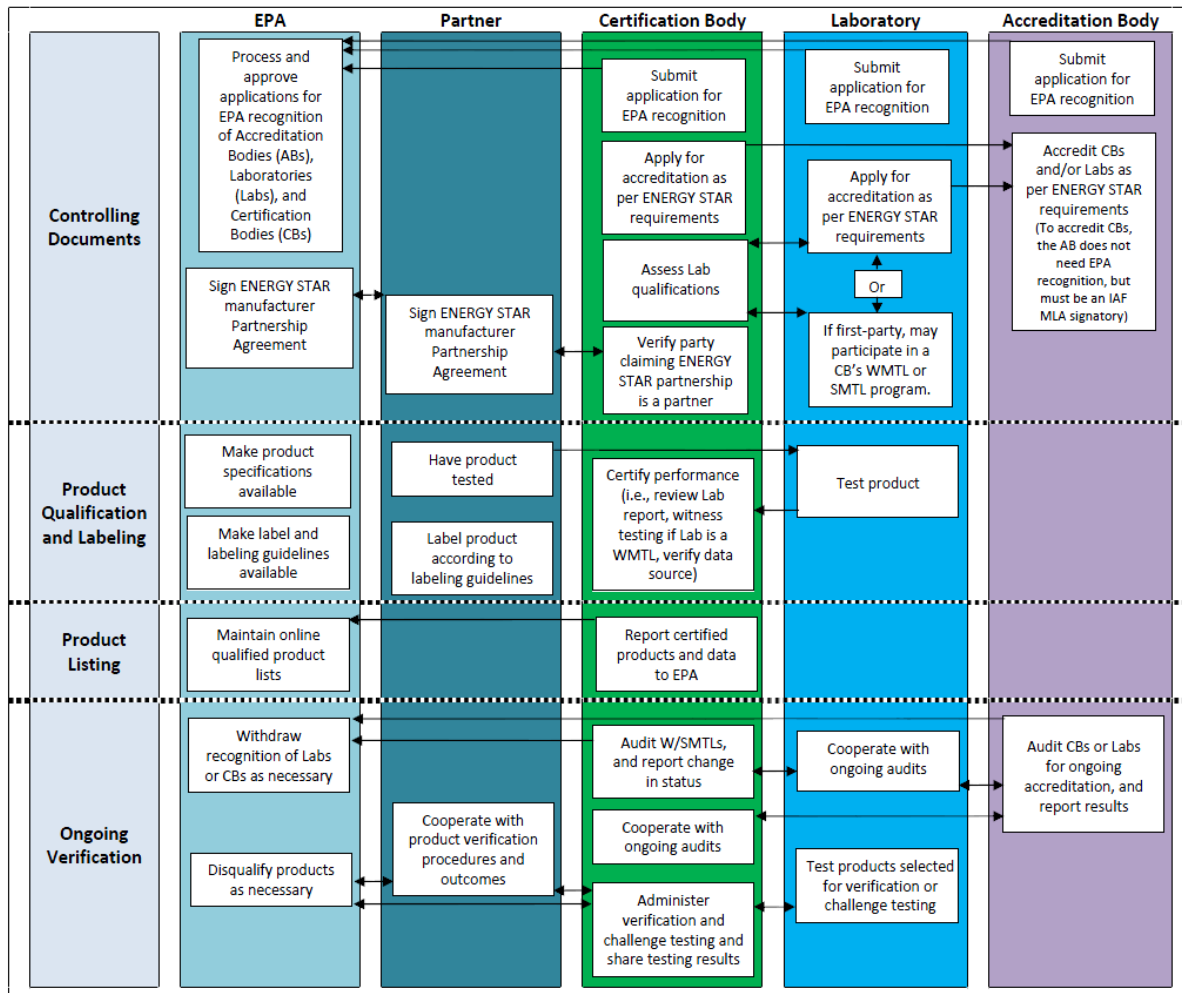 EPA
Partner
Certification Body
Laboratory
Accreditation Body
Controlling
Documents
Process and
approve
applications for
EPA recognition
of Accreditation
Bodies (ABs),
Laboratories
(Labs), and
Certification
Bodies (CBs)
Sign ENERGY STAR
manufacturer
Partnership
Agreement
Sign ENERGY STAR
manufacturer
Partnership
Agreement
Submit
application for
EPA recognition
Apply for
accreditation as
per ENERGY STAR
requirements
Assess Lab
qualifications
Verify party
claiming ENERGY
STAR partnership
is a partner
Submit
application for
EPA recognition
Apply for
accreditation as
per ENERGY STAR
requirements
Or
If first-party, may
participate in a
CB's WMTL or
SMTL program.
Submit
application for
EPA recognition
Accredit CBs
and/or Labs as
per ENERGY STAR
requirements
(To accredit CBs,
the AB does not
need EPA
recognition, but
must be an IAF
MLA signatory)
Product
Qualification
and Labeling
Make product
specifications
available
Make label and
labeling guidelines
available
Have product
tested
Label product
according to
labeling guidelines
Certify performance
(i.e., review Lab
report, witness
testing if Lab is a
WMTL, verify data
source)
Test product
Product
Listing
Maintain online
qualified product
lists
Report certified
products and data
to EPA
Ongoing
Verification
Withdraw
recognition of Labs
or CBs as necessary
Disqualify products
as necessary
Cooperate with
product verification
procedures and
outcomes
Audit W/SMTLs,
and report change
in status
Cooperate with
ongoing audits
Administer
verification and
challenge testing and
share testing results
Cooperate with
ongoing audits
Test products selected
for verification or
challenge testing
Audit CBs or Labs
for ongoing
accreditation, and
report results